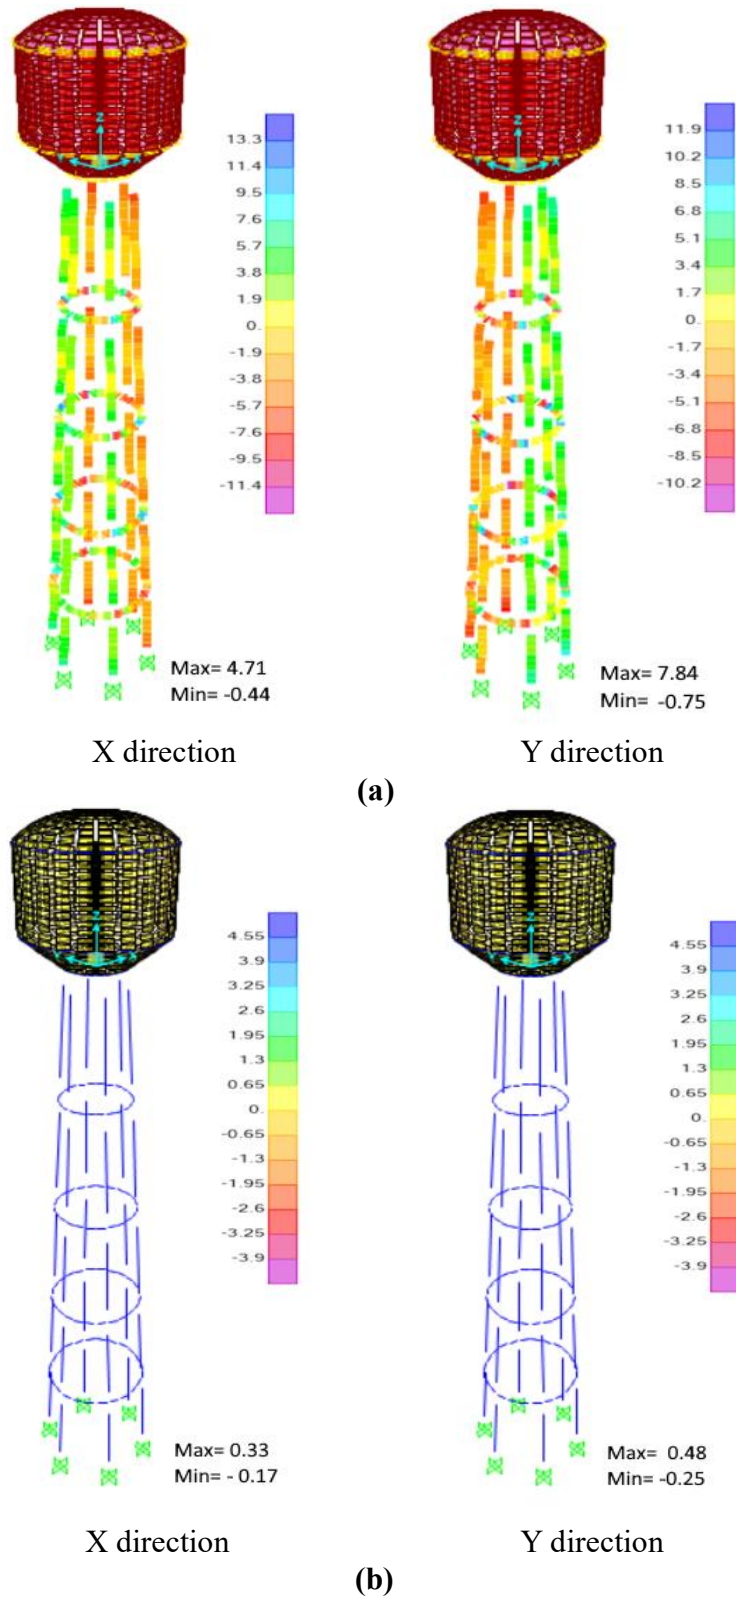 Z
Y
X
13.3
11.4
9.5
7.6
5.7
3.8
1.9
0.
-1.9
-3.8
-5.7
-7.6
-9.5
-11.4
Max= 4.71
Min= -0.44
X direction
Z
X
11.9
10.2
8.5
6.8
5.1
3.4
1.7
0.
-1.7
-3.4
-5.1
-6.8
-8.5
-10.2
Max= 7.84
Min= -0.75
Y direction
(a)
Z
4.55
3.9
3.25
2.6
1.95
1.3
0.65
0.
-0.65
-1.3
-1.95
-2.6
-3.25
-3.9
Max= 0.33
Min= - 0.17
X direction
Z
4.55
3.9
3.25
2.6
1.95
1.3
0.65
0.
-0.65
-1.3
-1.95
-2.6
-3.25
-3.9
Max= 0.48
Min= -0.25
Y direction
(b)